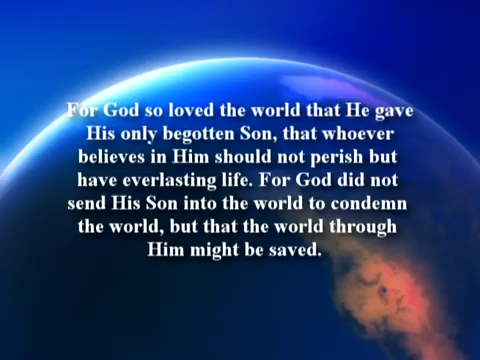 For God so loved the world that He gave
His only begotten Son, that whoever
believes in Him should not perish but
have everlasting life. For God did not
send His Son into the world to condemn
the world, but that the world through
Him might be saved.